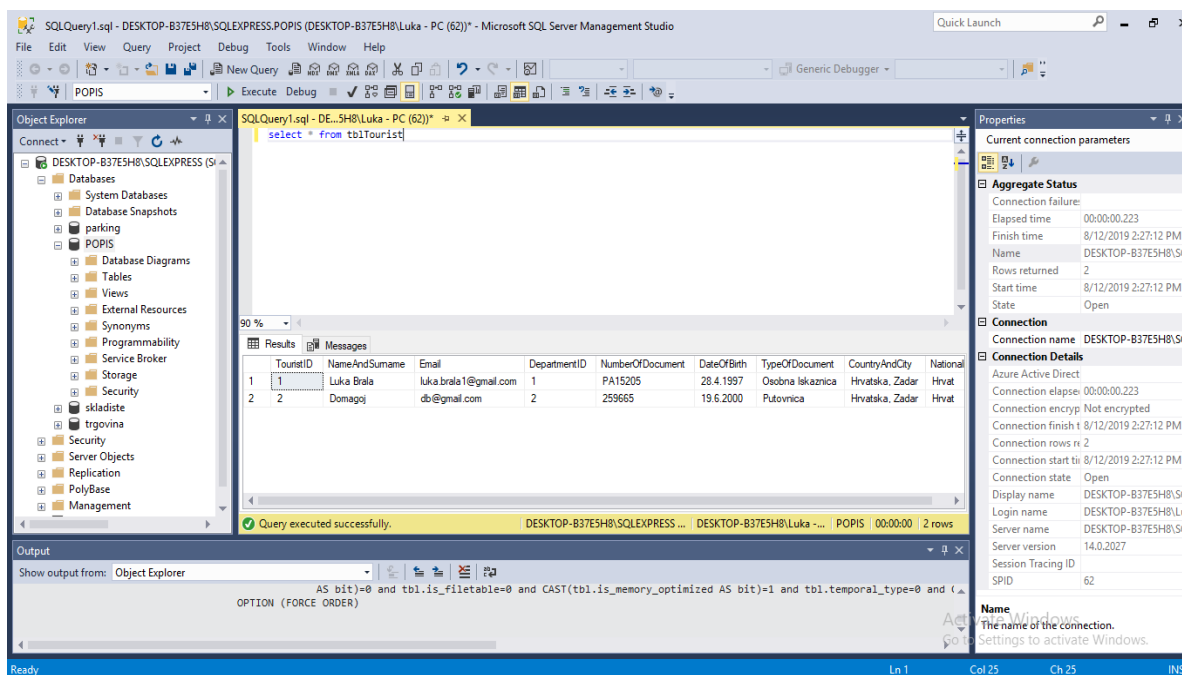 SQLQuery1.sql - DESKTOP-B37E5H8\SQLEXPRESS.POPIS (DESKTOP-B37E5H8\Luka - PC (62))* - Microsoft SQL Server Management Studio
Quick Launch
File Edit View Query Project Debug Tools Window Help
New Query
Generic Debugger
POPIS
Execute Debug
Object Explorer
Connect
DESKTOP-B37E5H8\SQLEXPRESS (S
Databases
System Databases
Database Snapshots
parking
POPIS
Database Diagrams
Tables
Views
External Resources
Synonyms
Programmability
Service Broker
Storage
Security
skladiste
trgovina
Security
Server Objects
Replication
PolyBase
Management
SQLQuery1.sql - DE...5H8\Luka - PC (62))*
select * from tblTourist
90 %
Results Messages
TouristID NameAndSurname Email DepartmentID NumberOfDocument DateOfBirth TypeOfDocument CountryAndCity National
1 1 Luka Brala luka.brala1@gmail.com 1 PA15205 28.4.1997 Osobna Iskaznica Hrvatska, Zadar Hrvat
2 2 Domagoj db@gmail.com 2 259665 19.6.2000 Putovnica Hrvatska, Zadar Hrvat
Query executed successfully. DESKTOP-B37E5H8\SQLEXPRESS ... DESKTOP-B37E5H8\Luka -... POPIS 00:00:00 2 rows
Properties
Current connection parameters
Aggregate Status
Connection failures
Elapsed time 00:00:00.223
Finish time 8/12/2019 2:27:12 PM
Name DESKTOP-B37E5H8\S
Rows returned 2
Start time 8/12/2019 2:27:12 PM
State Open
Connection
Connection name DESKTOP-B37E5H8\S
Connection Details
Azure Active Direct
Connection elapse 00:00:00.223
Connection encryp Not encrypted
Connection finish t 8/12/2019 2:27:12 PM
Connection rows re 2
Connection start ti 8/12/2019 2:27:12 PM
Connection state Open
Display name DESKTOP-B37E5H8\S
Login name DESKTOP-B37E5H8\L
Server name DESKTOP-B37E5H8\S
Server version 14.0.2027
Session Tracing ID
SPID 62
Name
The name of the connection.
Activate Windows
Go to Settings to activate Windows.
Output
Show output from: Object Explorer
AS bit)=0 and tbl.is_filetable=0 and CAST(tbl.is_memory_optimized AS bit)=1 and tbl.temporal_type=0 and (
OPTION (FORCE ORDER)
Ready Ln 1 Col 25 Ch 25 INS